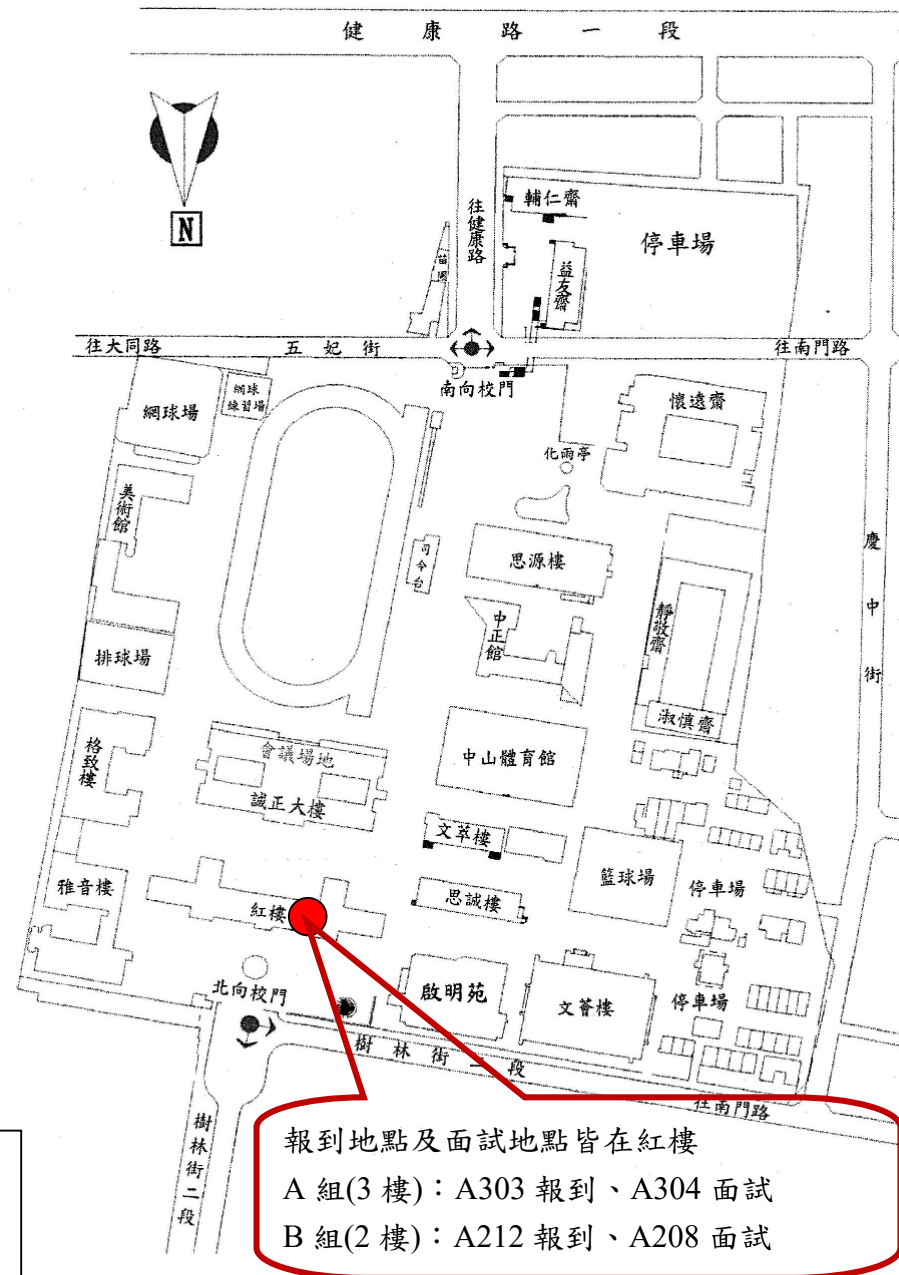 健康路一段
N
輔仁齋
停車場
往健康路
苗圃
益友齋
往大同路
五妃街
往南門路
南向校門
網球場
網球
練習場
懷遠齋
化雨亭
美術館
司令台
思源樓
慶中街
中正館
靜敬齋
排球場
淑慎齋
格致樓
會議場地
誠正大樓
中山體育館
文萃樓
雅音樓
紅樓
思誠樓
籃球場
停車場
北向校門
啟明苑
文薈樓
停車場
樹林街二段
往南門路
樹林街二段
報到地點及面試地點皆在紅樓
A 組(3 樓)：A303 報到、A304 面試
B 組(2 樓)：A212 報到、A208 面試